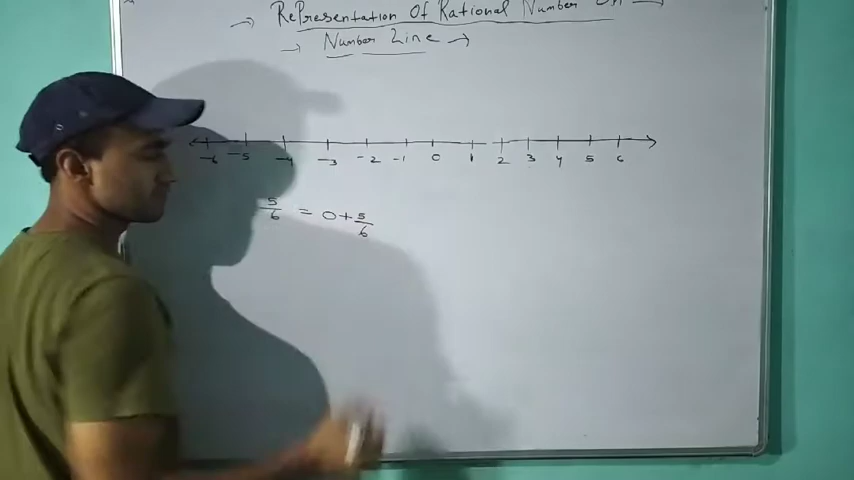 → RePresentation Of Rational Number On →
→ Number Line →
-6 -5 -4 -3 -2 -1 0 1 2 3 4 5 6
5/6 = 0+5/6